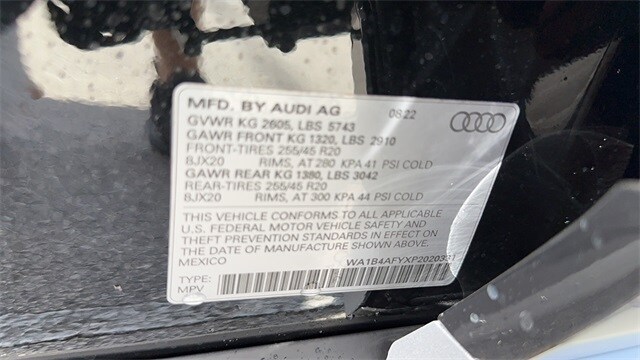 MFD. BY AUDI AG 08.22
GVWR KG 2605, LBS 5743
GAWR FRONT KG 1320, LBS 2910
FRONT-TIRES 255/45 R20
8JX20 RIMS, AT 280 KPA 41 PSI COLD
GAWR REAR KG 1380, LBS 3042
REAR-TIRES 255/45 R20
8JX20 RIMS, AT 300 KPA 44 PSI COLD
THIS VEHICLE CONFORMS TO ALL APPLICABLE
U.S. FEDERAL MOTOR VEHICLE SAFETY AND
THEFT PREVENTION STANDARDS IN EFFECT ON
THE DATE OF MANUFACTURE SHOWN ABOVE.
MEXICO
TYPE:
MPV